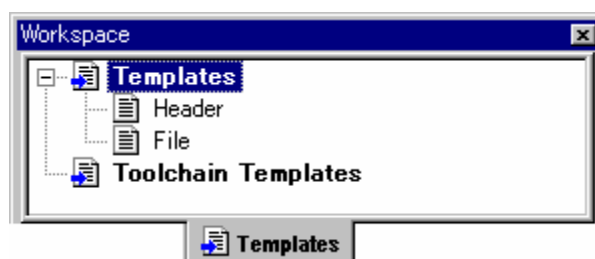 Workspace
Templates
Header
File
Toolchain Templates
Templates